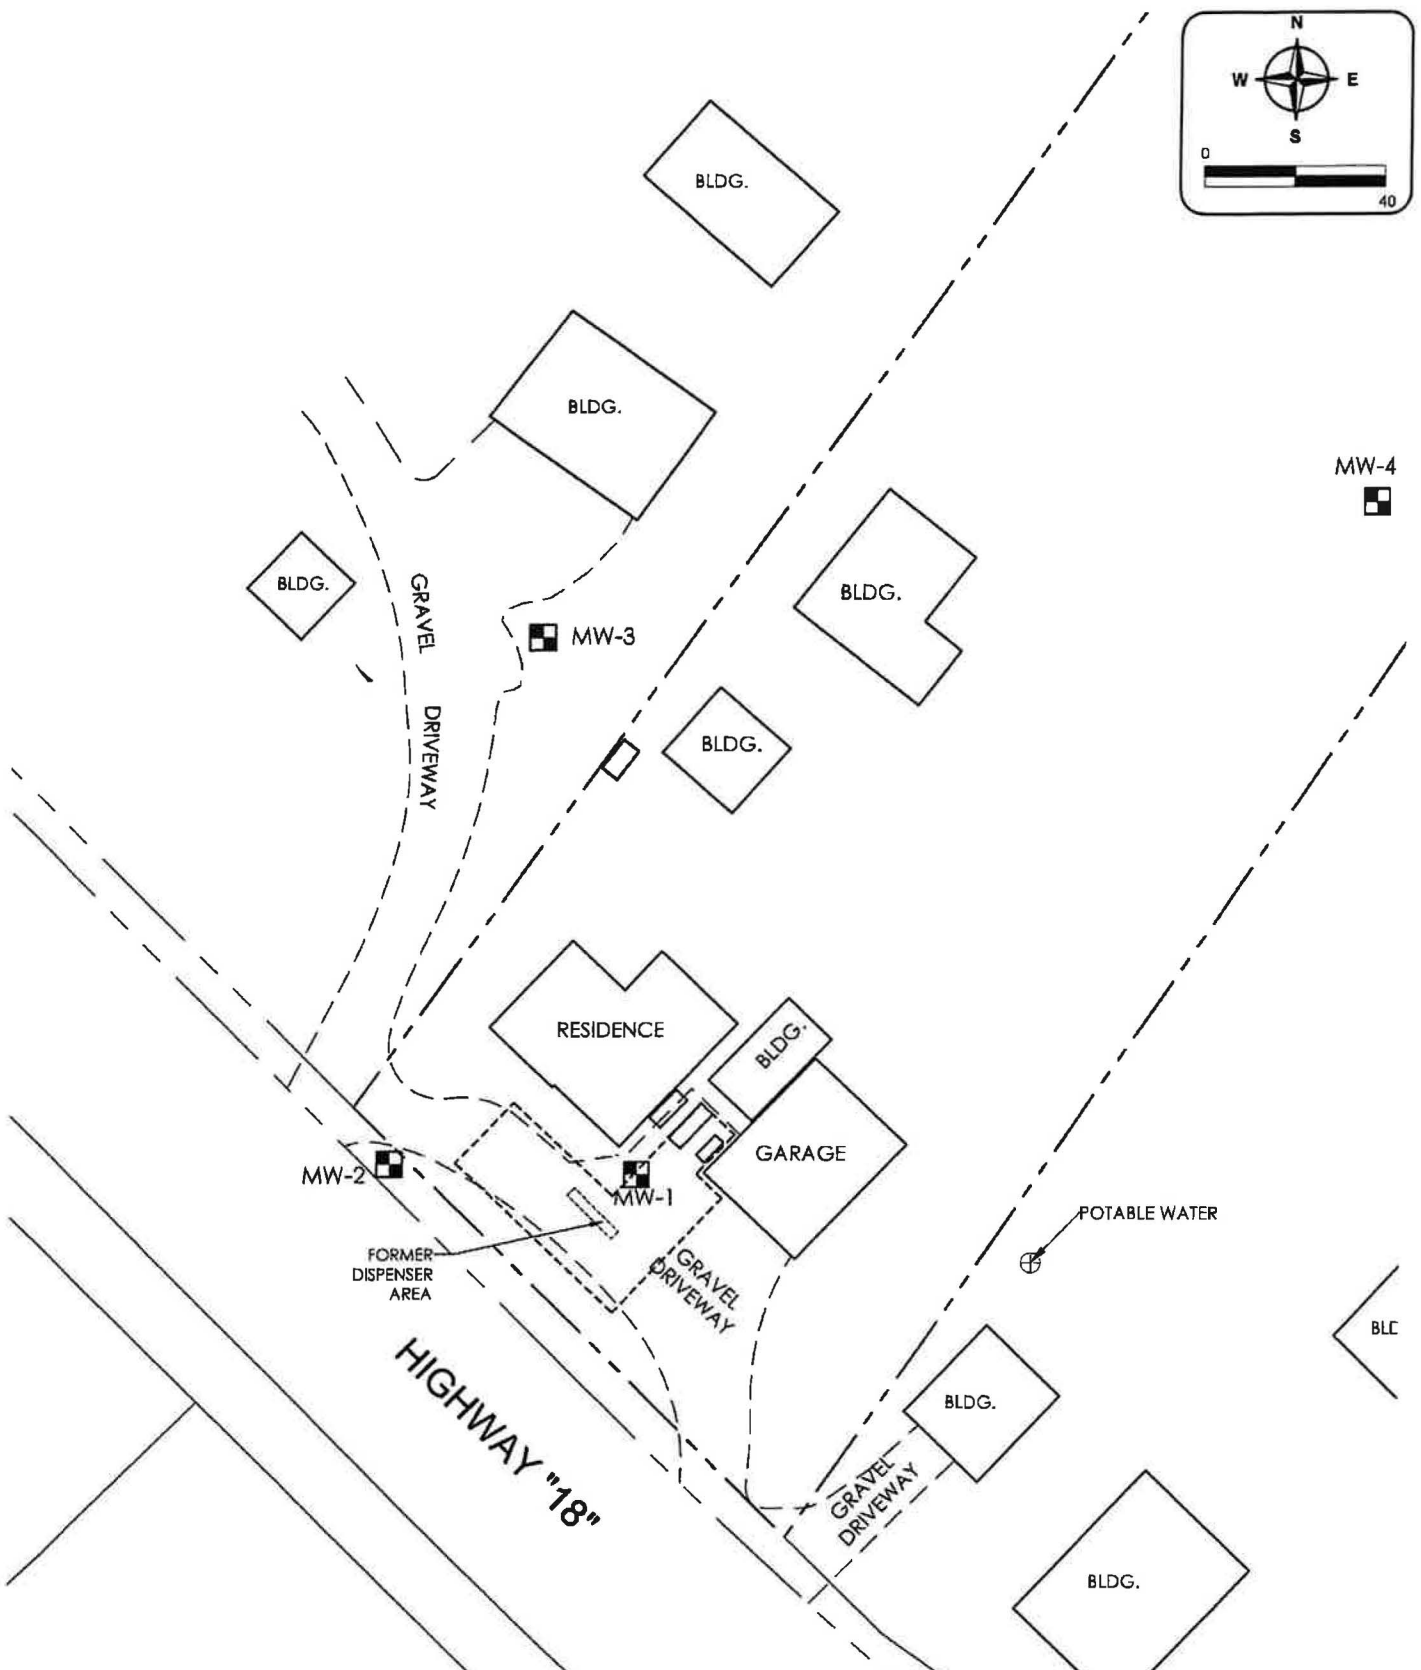 N
W E
S
0
40
BLDG.
BLDG.
MW-4
BLDG.
BLDG.
GRAVEL
DRIVEWAY
MW-3
BLDG.
RESIDENCE
BLDG.
GARAGE
MW-2
MW-1
POTABLE WATER
FORMER
DISPENSER
AREA
GRAVEL
DRIVEWAY
HIGHWAY "18"
BLDG.
GRAVEL
DRIVEWAY
BLDG.